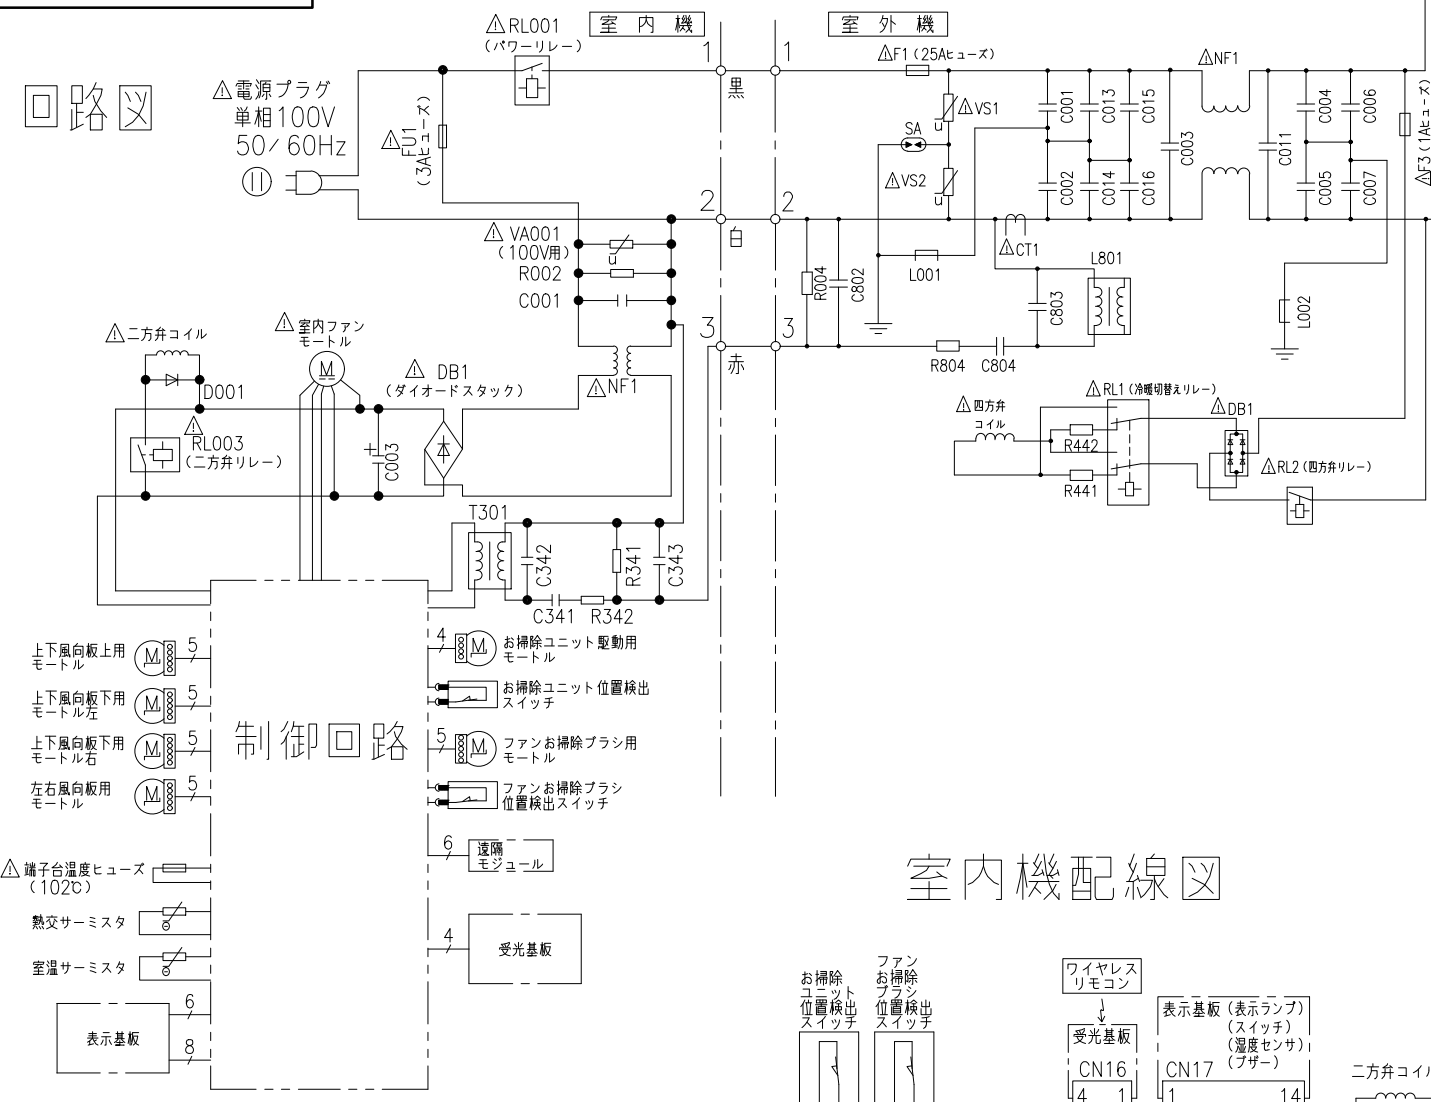 回路図
⚠電源プラグ
単相100V
50/60Hz
⚠RL001
(パワーリレー)
室内機
室外機
⚠FU1
(3Aヒューズ)
1
1
黒
2
2
白
3
3
赤
⚠F1(25Aヒューズ)
⚠VS1
SA
⚠VS2
C001
C013
C015
C002
C014
C016
C003
⚠NF1
C011
C004
C006
C005
C007
⚠F3(1Aヒューズ)
⚠VA001
(100V用)
u
u
u
R002
C001
⚠NF1
R004
C802
L001
⚠CT1
C803
L801
R804
C804
L002
⚠四方弁
コイル
R442
R441
⚠RL1(冷暖切替えリレー)
⚠DB1
⚠RL2(四方弁リレー)
⚠二方弁コイル
D001
⚠
RL003
(二方弁リレー)
⚠室内ファン
モートル
M
⚠DB1
(ダイオードスタック)
+
C003
T301
C342
R341
C343
C341
R342
制御回路
上下風向板上用
モートル
M
5
上下風向板下用
モートル左
M
5
上下風向板下用
モートル右
M
5
左右風向板用
モートル
M
5
⚠端子台温度ヒューズ
(102℃)
熱交サーミスタ
室温サーミスタ
表示基板
6
8
4
M
お掃除ユニット駆動用
モートル
お掃除ユニット位置検出
スイッチ
5
M
ファンお掃除ブラシ用
モートル
ファンお掃除ブラシ
位置検出スイッチ
6
遠隔
モジュール
4
受光基板
室内機配線図
お掃除
ユニット
位置検出
スイッチ
ファン
お掃除
ブラシ
位置検出
スイッチ
ワイヤレス
リモコン
受光基板
CN16
4 1
表示基板(表示ランプ)
(スイッチ)
(湿度センサ)
(ブザー)
CN17
1 14
二方弁コイル